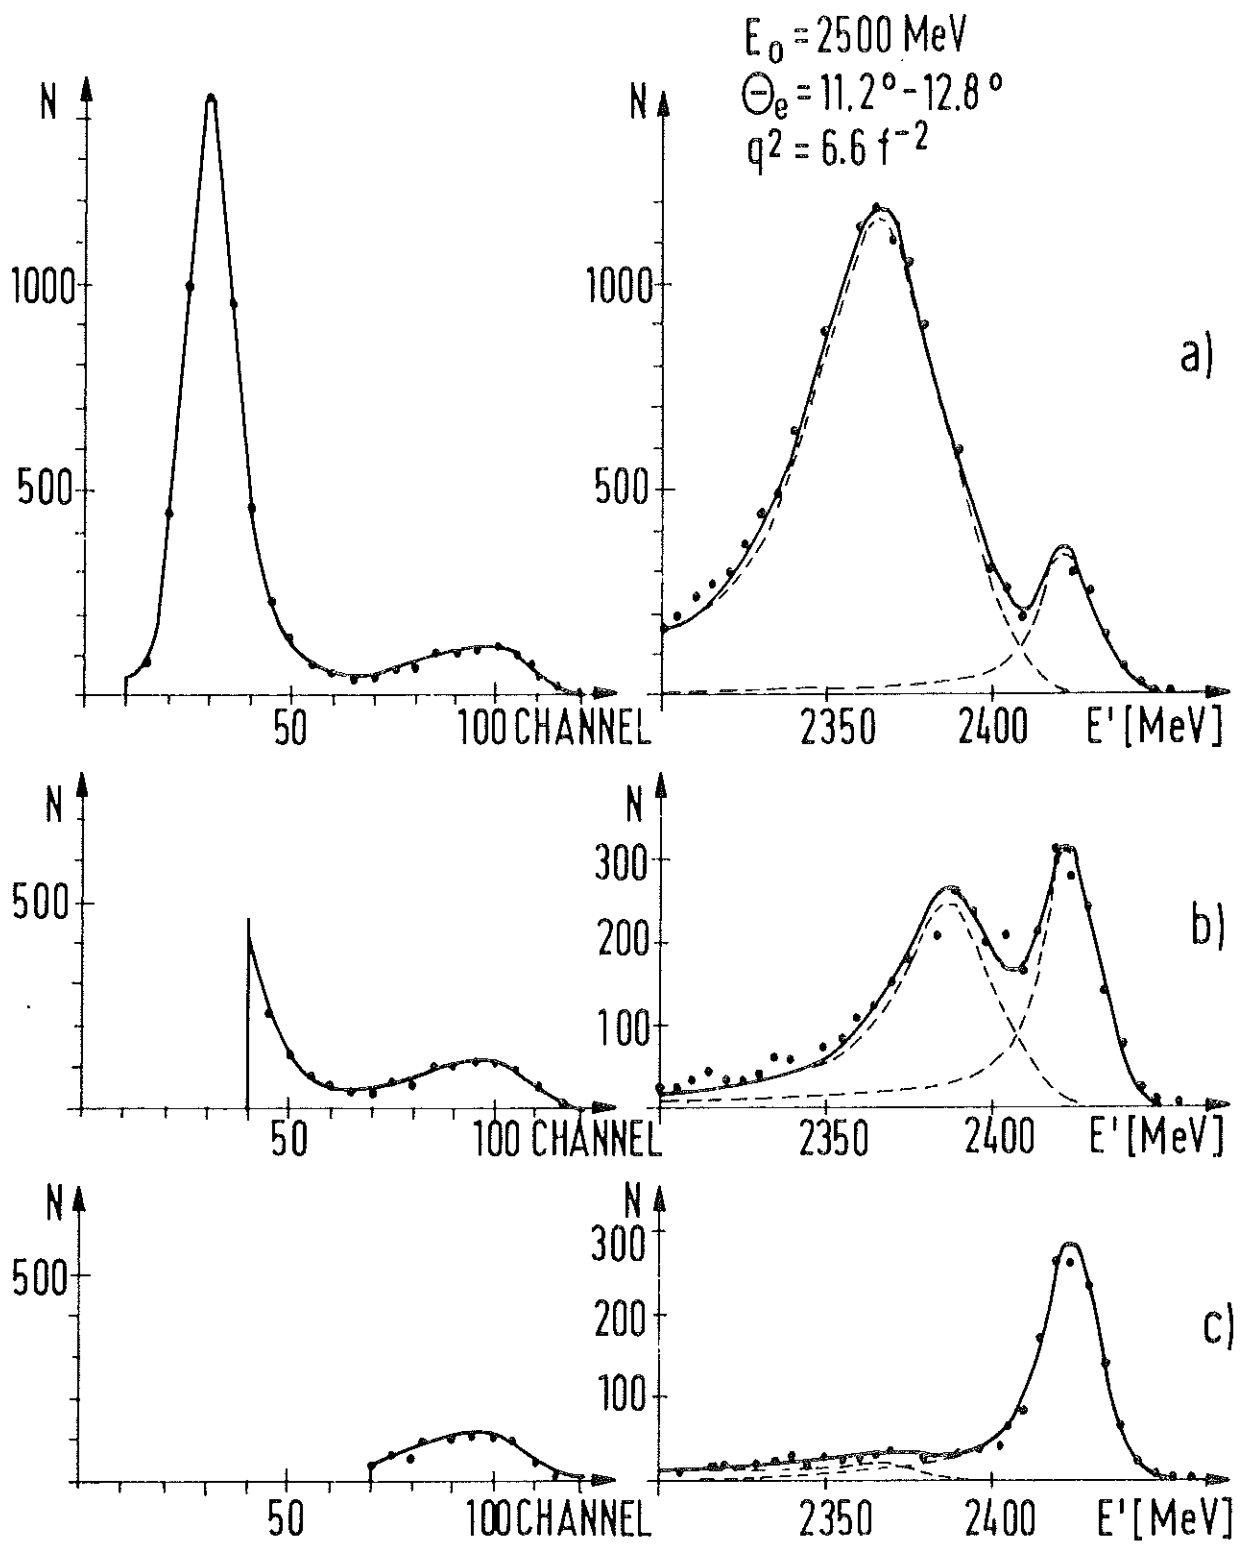 E₀ = 2500 MeV
Θₑ = 11.2° - 12.8°
q² = 6.6 f⁻²
N
1000
500
50
100 CHANNEL
N
1000
500
2350
2400
E' [MeV]
a)
N
500
50
100 CHANNEL
N
300
200
100
2350
2400
E' [MeV]
b)
N
500
50
100 CHANNEL
N
300
200
100
2350
2400
E' [MeV]
c)